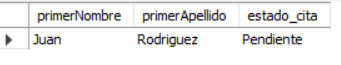 primerNombre primerApellido estado_cita
Juan Rodriguez Pendiente